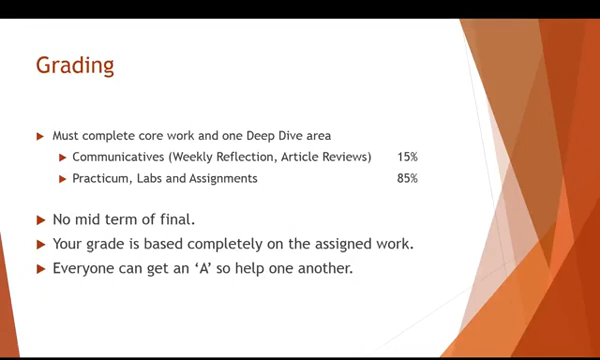 Grading
Must complete core work and one Deep Dive area
Communicatives (Weekly Reflection, Article Reviews) 15%
Practicum, Labs and Assignments 85%
No mid term of final.
Your grade is based completely on the assigned work.
Everyone can get an ‘A’ so help one another.